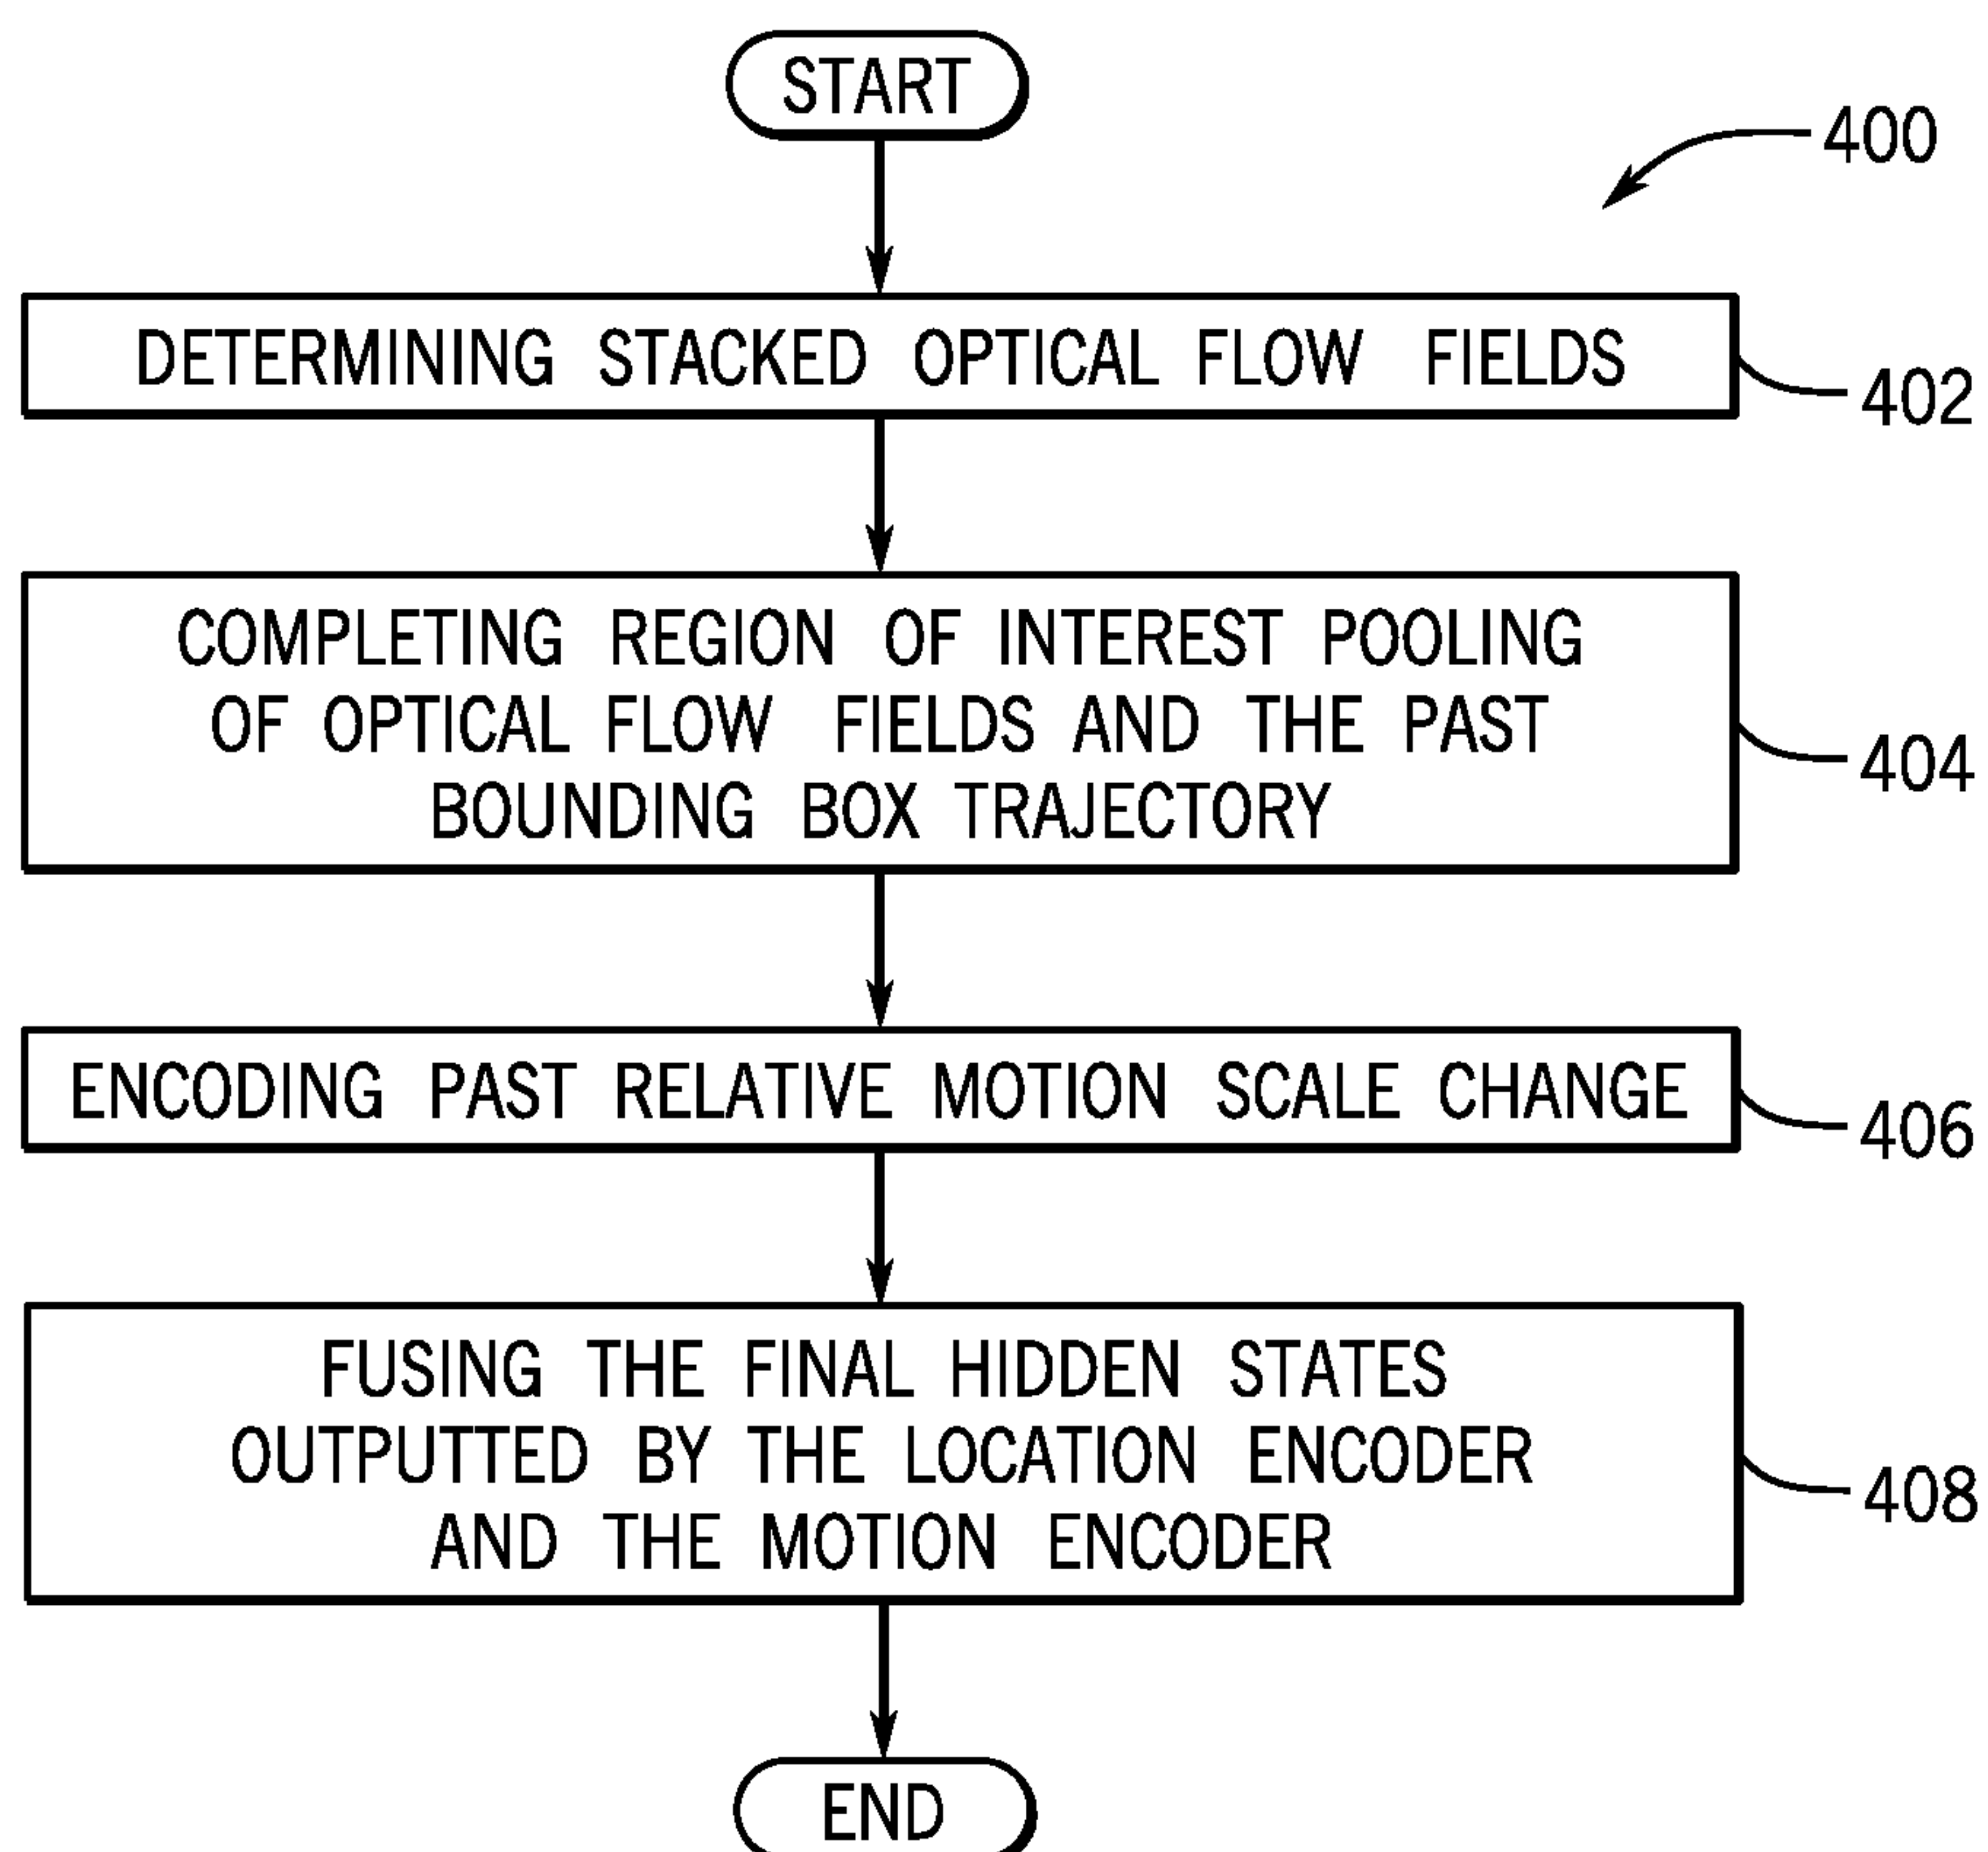 START
400
DETERMINING STACKED OPTICAL FLOW FIELDS
402
COMPLETING REGION OF INTEREST POOLING
OF OPTICAL FLOW FIELDS AND THE PAST
BOUNDING BOX TRAJECTORY
404
ENCODING PAST RELATIVE MOTION SCALE CHANGE
406
FUSING THE FINAL HIDDEN STATES
OUTPUTTED BY THE LOCATION ENCODER
AND THE MOTION ENCODER
408
END